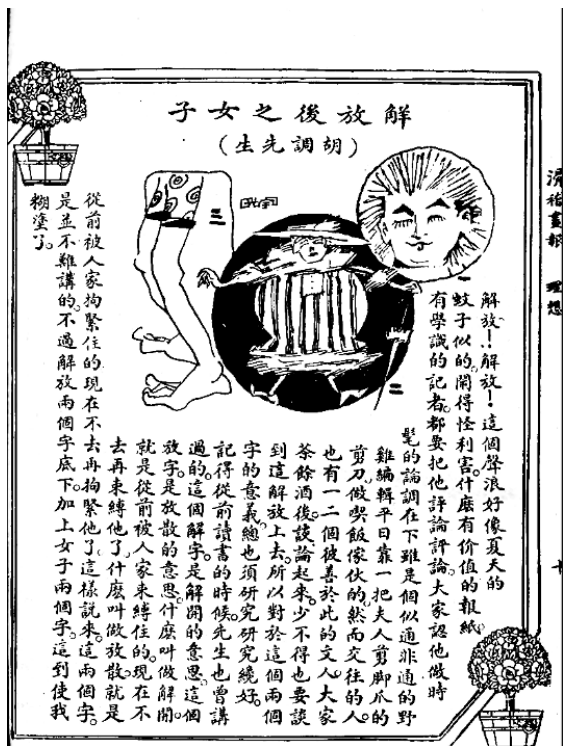 解放後之女子
(胡調先生)
滑稽畫報 理想
一
二
三
解放!解放!這個聲浪好像夏天的
蚊子似的。鬧得怪利害。什麼有价值的報紙。
有學識的記者。都要把他評論評論。大家認他做時
髦的論調在下雖是個似通非通的野
雞編輯平日靠一把夫人剪脚爪的
剪刀。做喫飯傢伙的。然而交往的人。
也有一二個彼善於此的文人。大家
茶餘酒後。談論起來。少不得也要談
到這解放上去。所以對於這個兩個
字的意義。總也須研究研究纔好。
記得從前讀書的時候。先生也曾講
過的。這個解字。是解開的意思。這個
放字是放散的意思。什麼叫做解開。
就是從前被人家束縛住的。現在不
去再束縛他了。什麼叫做放散。就是
從前被人家拘緊住的現在不去再拘緊他了。這樣說來。這兩個字。
是並不難講的。不過解放兩個字底下。加上女子兩個字。這到使我
糊塗了。